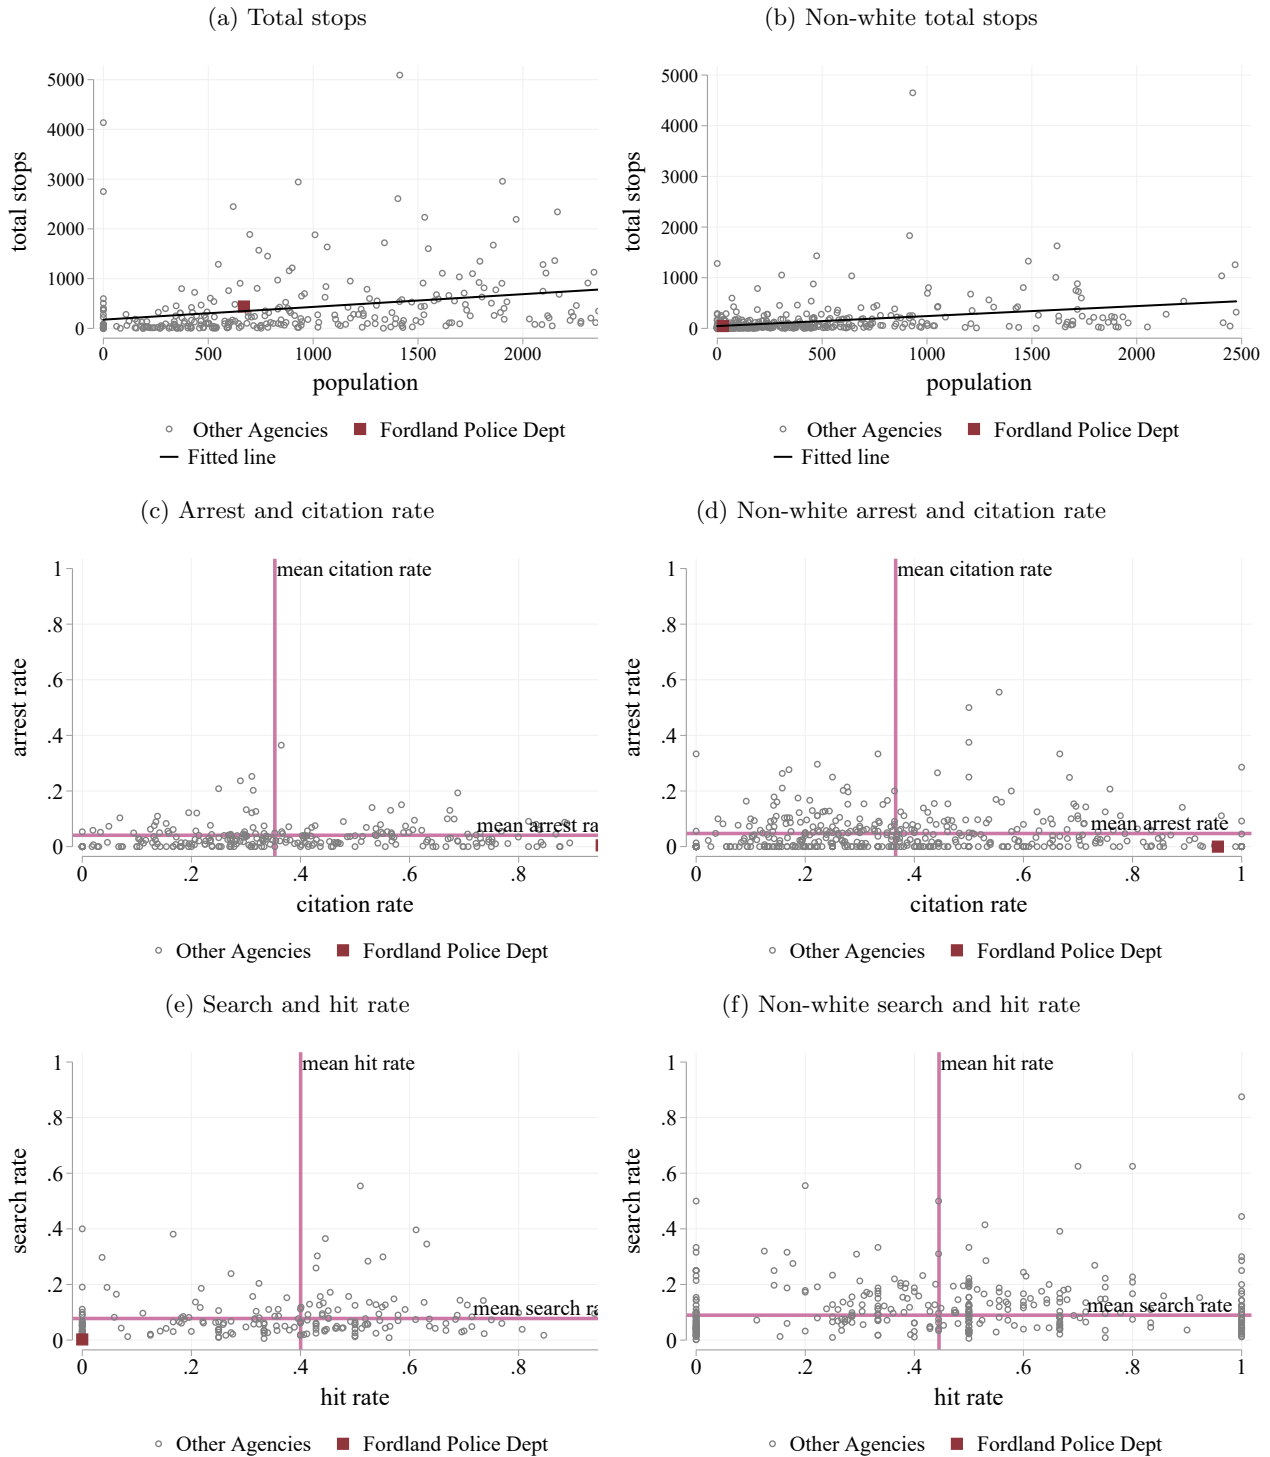 (a) Total stops
(b) Non-white total stops
5000
4000
3000
2000
1000
0
total stops
0 500 1000 1500 2000
population
Other Agencies Fordland Police Dept
Fitted line
5000
4000
3000
2000
1000
0
total stops
0 500 1000 1500 2000 2500
population
Other Agencies Fordland Police Dept
Fitted line
(c) Arrest and citation rate
(d) Non-white arrest and citation rate
mean citation rate
1
.8
.6
.4
.2
0
arrest rate
mean arrest ra
0 .2 .4 .6 .8
citation rate
Other Agencies Fordland Police Dept
mean citation rate
1
.8
.6
.4
.2
0
arrest rate
mean arrest rate
0 .2 .4 .6 .8 1
citation rate
Other Agencies Fordland Police Dept
(e) Search and hit rate
(f) Non-white search and hit rate
mean hit rate
1
.8
.6
.4
.2
0
search rate
mean search ra
0 .2 .4 .6 .8
hit rate
Other Agencies Fordland Police Dept
mean hit rate
1
.8
.6
.4
.2
0
search rate
mean search rate
0 .2 .4 .6 .8 1
hit rate
Other Agencies Fordland Police Dept